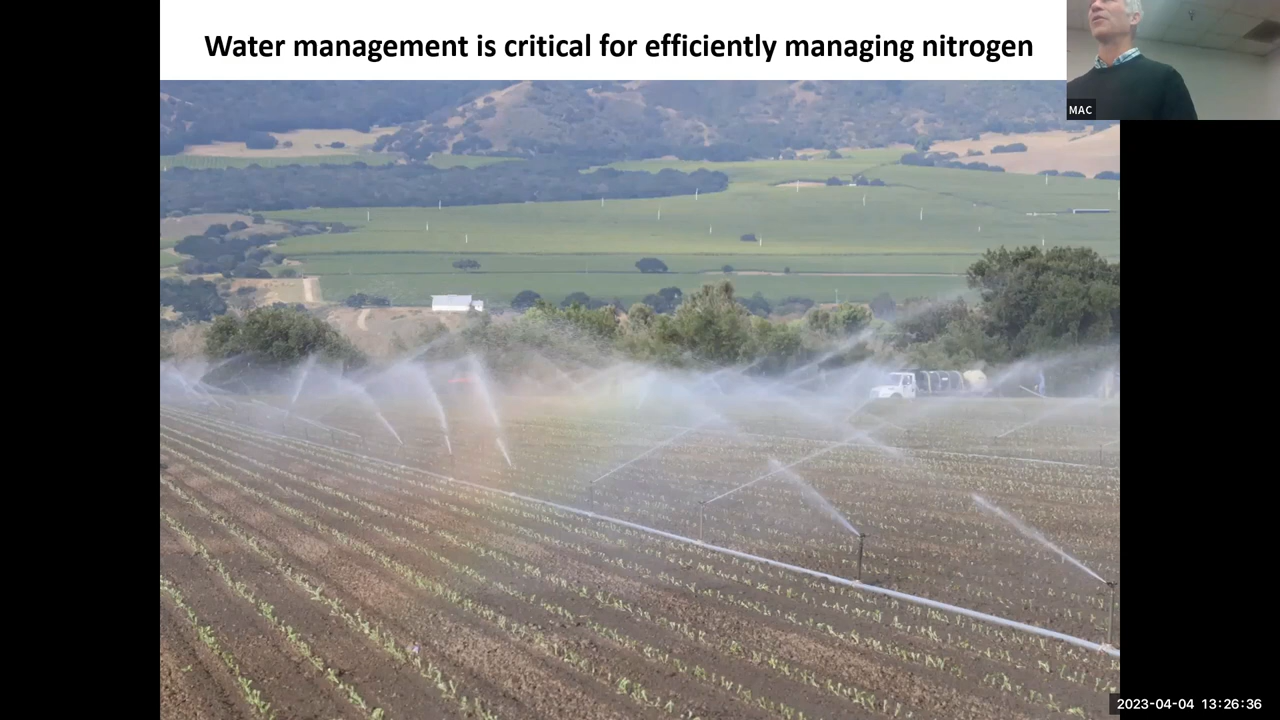 Water management is critical for efficiently managing nitrogen
MAC
2023-04-04 13:26:36